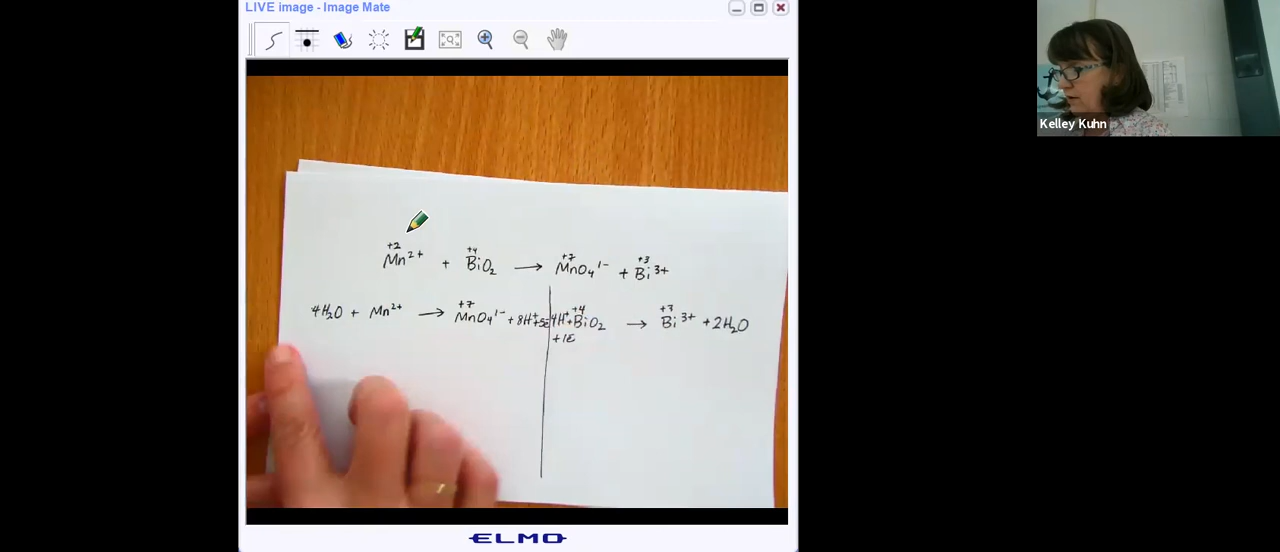 LIVE image - Image Mate
Kelley Kuhn
+2 +4 +7 +3
Mn²⁺ + BiO₂ → MnO₄¹⁻ + Bi³⁺
+7 +4 +3
4H₂O + Mn²⁺ → MnO₄¹⁻ + 8H⁺ + 5e⁻ 4H⁺ + BiO₂ → Bi³⁺ + 2H₂O
+1e⁻
ELMO